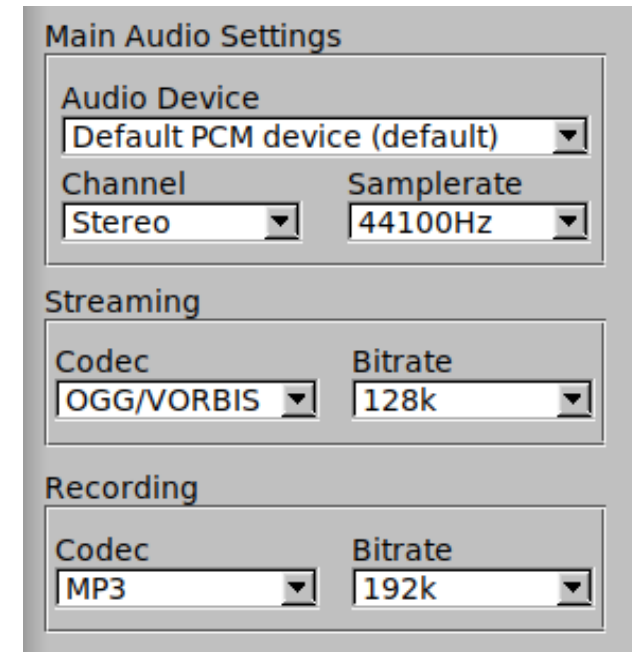 Main Audio Settings
Audio Device
Default PCM device (default)
Channel Samplerate
Stereo 44100Hz
Streaming
Codec Bitrate
OGG/VORBIS 128k
Recording
Codec Bitrate
MP3 192k